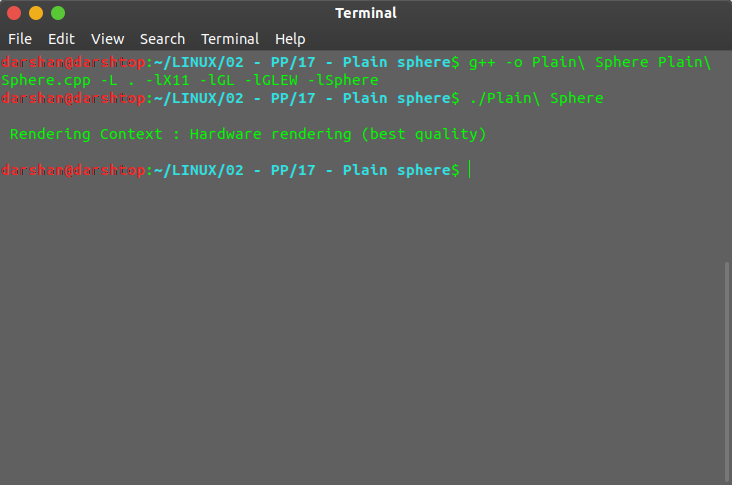 Terminal
File Edit View Search Terminal Help
darshan@darshtop:~/LINUX/02 - PP/17 - Plain sphere$ g++ -o Plain\ Sphere Plain\
Sphere.cpp -L . -lX11 -lGL -lGLEW -lSphere
darshan@darshtop:~/LINUX/02 - PP/17 - Plain sphere$ ./Plain\ Sphere
Rendering Context : Hardware rendering (best quality)
darshan@darshtop:~/LINUX/02 - PP/17 - Plain sphere$